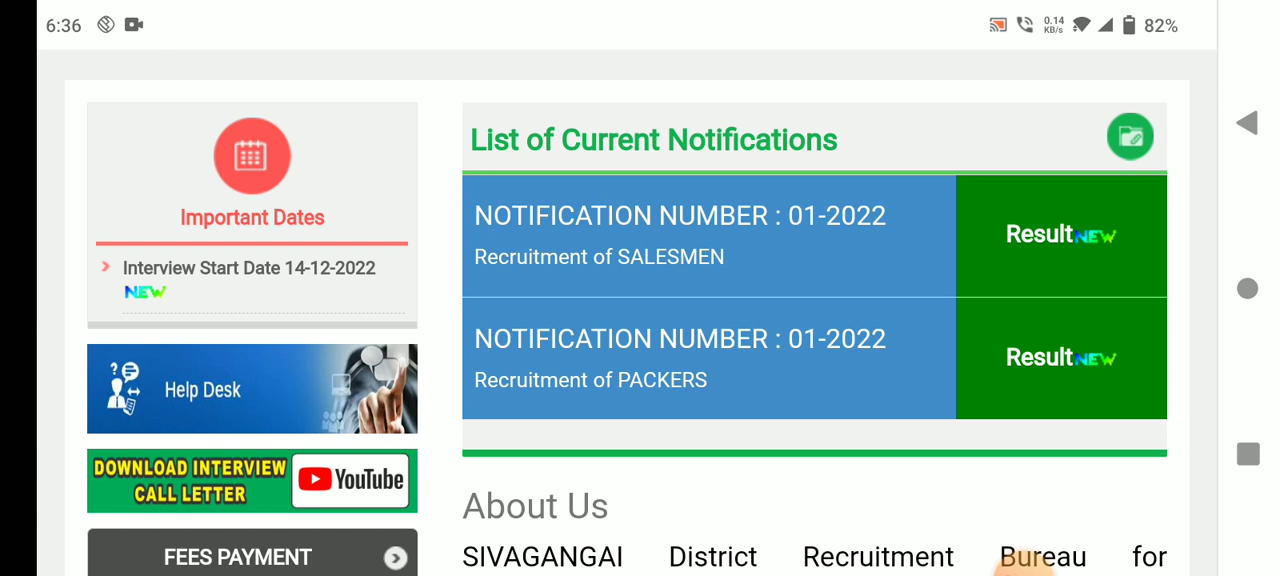 6:36
0.14
KB/s
82%
Important Dates
Interview Start Date 14-12-2022
NEW
Help Desk
DOWNLOAD INTERVIEW
CALL LETTER
YouTube
FEES PAYMENT
List of Current Notifications
NOTIFICATION NUMBER : 01-2022
Recruitment of SALESMEN
Result NEW
NOTIFICATION NUMBER : 01-2022
Recruitment of PACKERS
Result NEW
About Us
SIVAGANGAI District Recruitment Bureau for